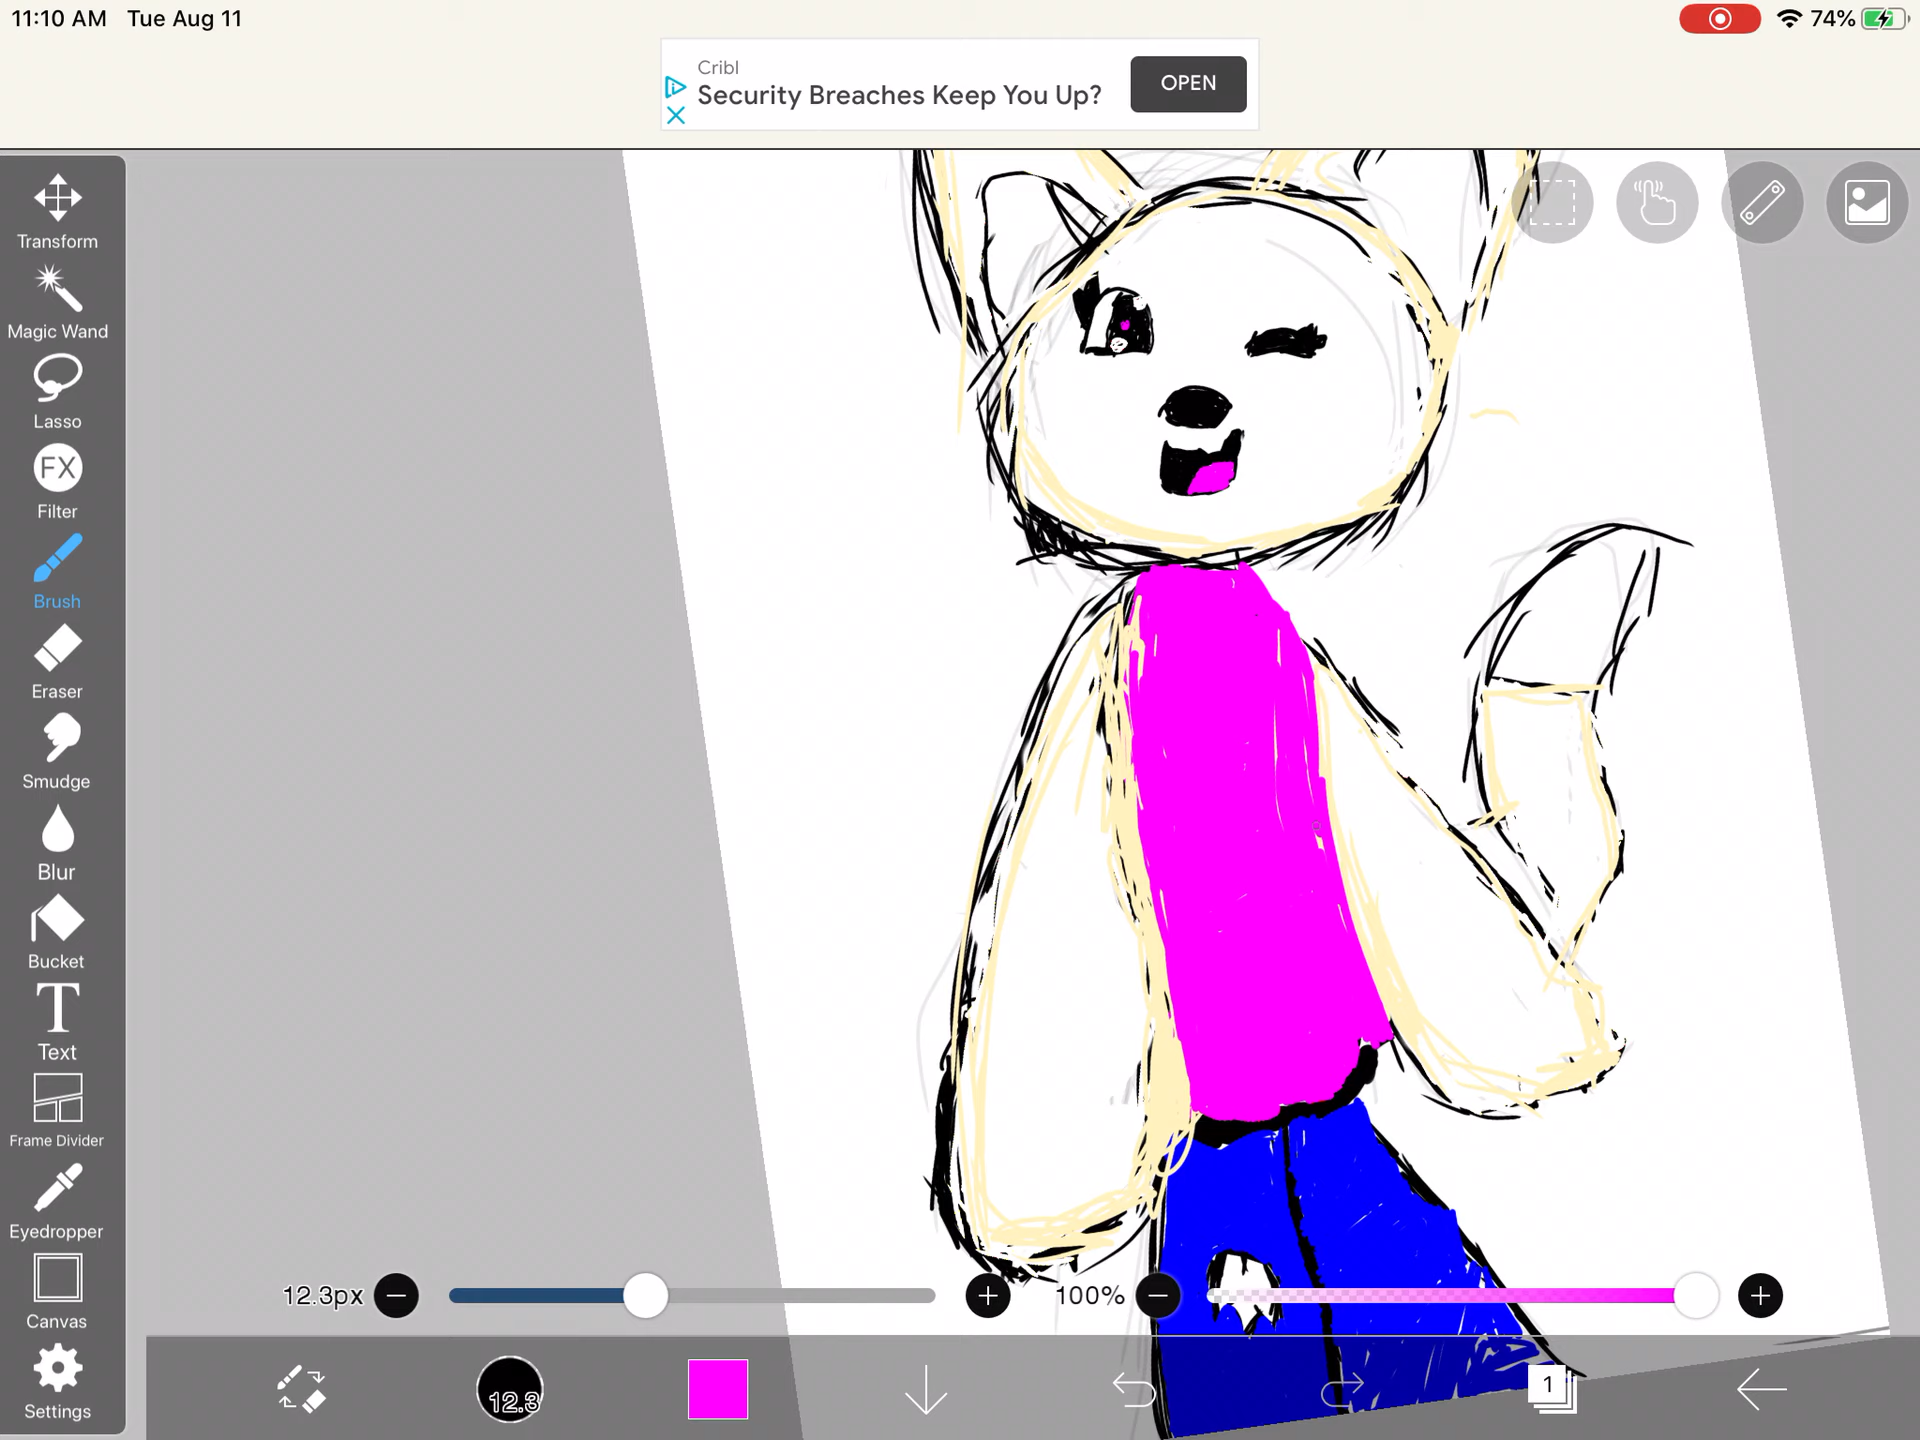 11:10 AM Tue Aug 11
74%
Cribl
Security Breaches Keep You Up?
OPEN
Transform
Magic Wand
Lasso
FX
Filter
Brush
Eraser
Smudge
Blur
Bucket
T
Text
Frame Divider
Eyedropper
Canvas
Settings
12.3px
100%
12.3
1